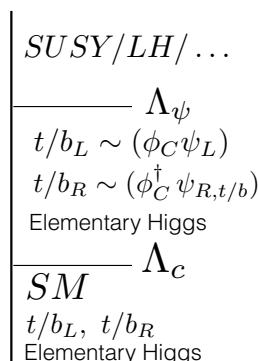 SUSY/LH/...
Λ_ψ
t/b_L ∼ (ϕ_C ψ_L)
t/b_R ∼ (ϕ_C^† ψ_{R,t/b})
Elementary Higgs
Λ_c
SM
t/b_L, t/b_R
Elementary Higgs